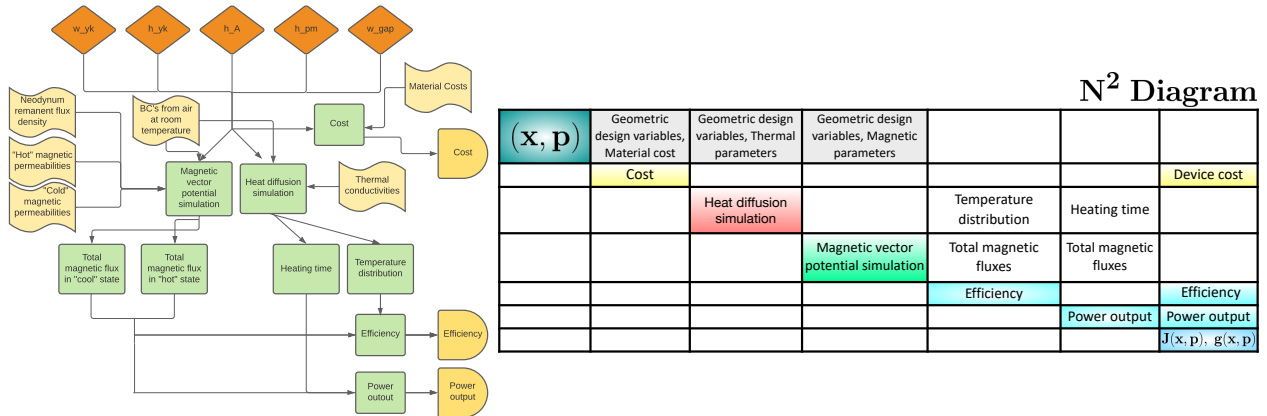 w_yk
h_yk
h_A
h_pm
w_gap
Neodynum
remanent flux
density
BC's from air
at room
temperature
Material Costs
Cost
Cost
"Hot" magnetic
permeabilities
"Cold"
magnetic
permeabilities
Magnetic
vector
potential
simulation
Heat diffusion
simulation
Thermal
conductivities
Total
magnetic flux
in "cool" state
Total
magnetic flux
in "hot" state
Heating time
Temperature
distribution
Efficiency
Efficiency
Power
outout
Power
output
N² Diagram
(x, p)
Geometric
design variables,
Material cost
Geometric design
variables, Thermal
parameters
Geometric design
variables, Magnetic
parameters
Cost
Device cost
Heat diffusion
simulation
Temperature
distribution
Heating time
Magnetic vector
potential simulation
Total magnetic
fluxes
Total magnetic
fluxes
Efficiency
Efficiency
Power output
Power output
J(x, p), g(x, p)